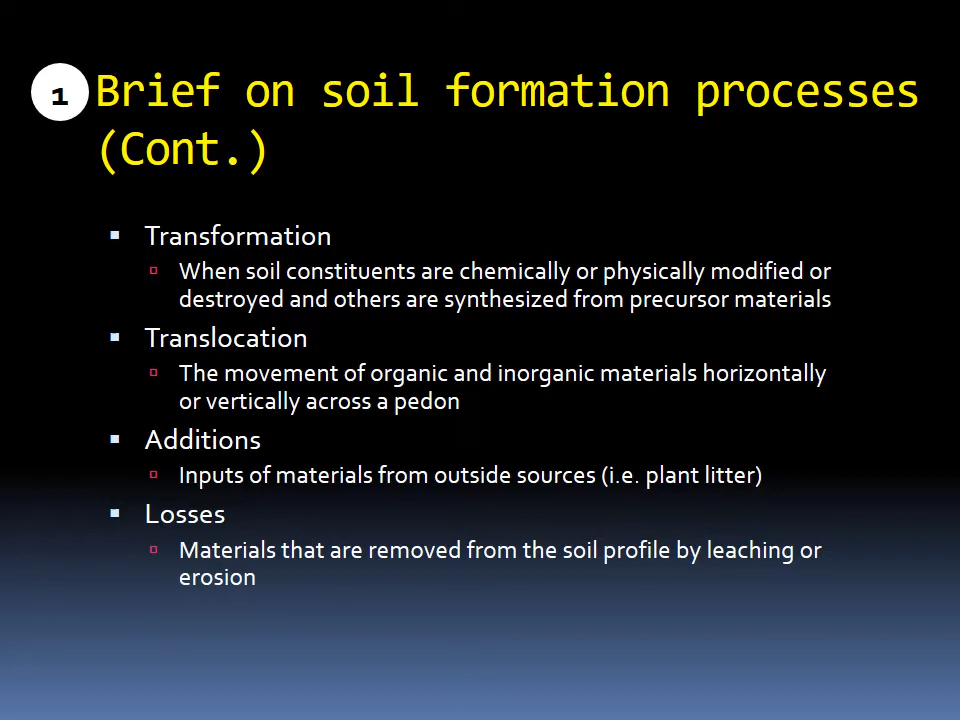 1
Brief on soil formation processes
(Cont.)
Transformation
When soil constituents are chemically or physically modified or
destroyed and others are synthesized from precursor materials
Translocation
The movement of organic and inorganic materials horizontally
or vertically across a pedon
Additions
Inputs of materials from outside sources (i.e. plant litter)
Losses
Materials that are removed from the soil profile by leaching or
erosion